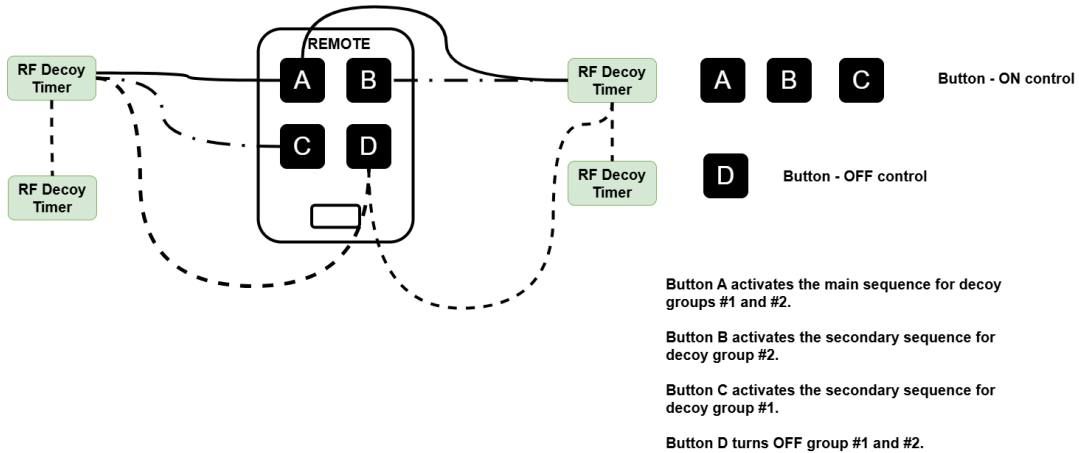 REMOTE
RF Decoy
Timer
A
B
RF Decoy
Timer
A
B
C
Button - ON control
C
D
RF Decoy
Timer
RF Decoy
Timer
D
Button - OFF control
Button A activates the main sequence for decoy
groups #1 and #2.
Button B activates the secondary sequence for
decoy group #2.
Button C activates the secondary sequence for
decoy group #1.
Button D turns OFF group #1 and #2.